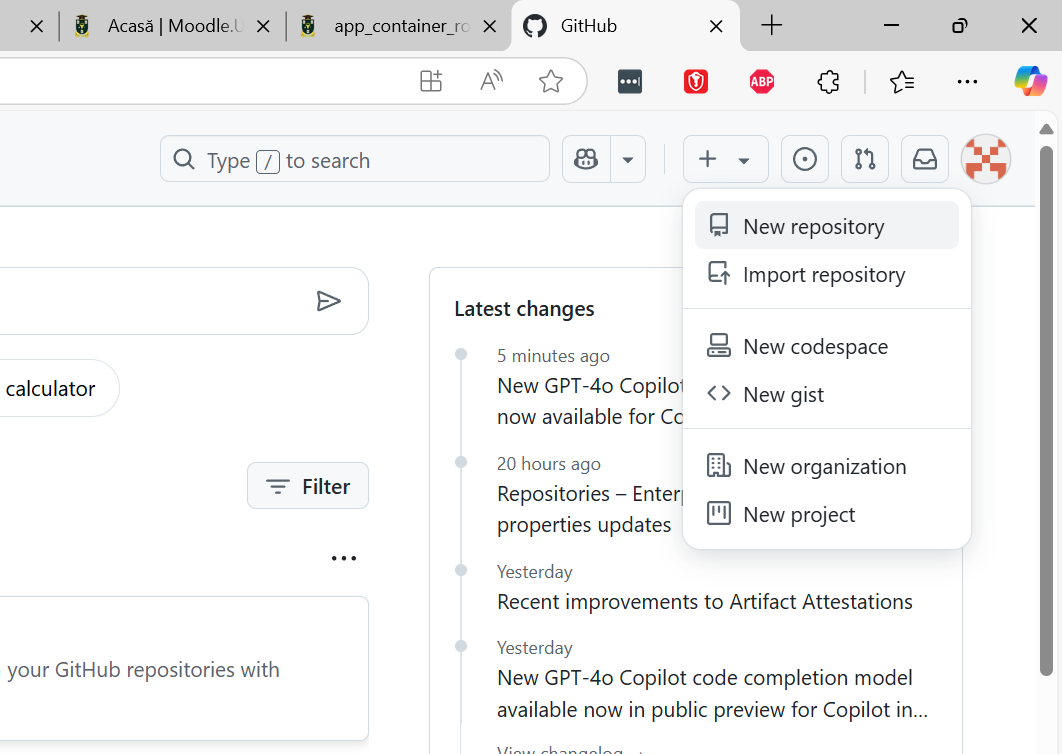 Acasă | Moodle.U
app_container_ro
GitHub
ABP
Type / to search
New repository
Import repository
New codespace
New gist
New organization
New project
calculator
Filter
your GitHub repositories with
Latest changes
5 minutes ago
New GPT-4o Copilot
now available for Co
20 hours ago
Repositories – Enterp
properties updates
Yesterday
Recent improvements to Artifact Attestations
Yesterday
New GPT-4o Copilot code completion model
available now in public preview for Copilot in...
View changelog →